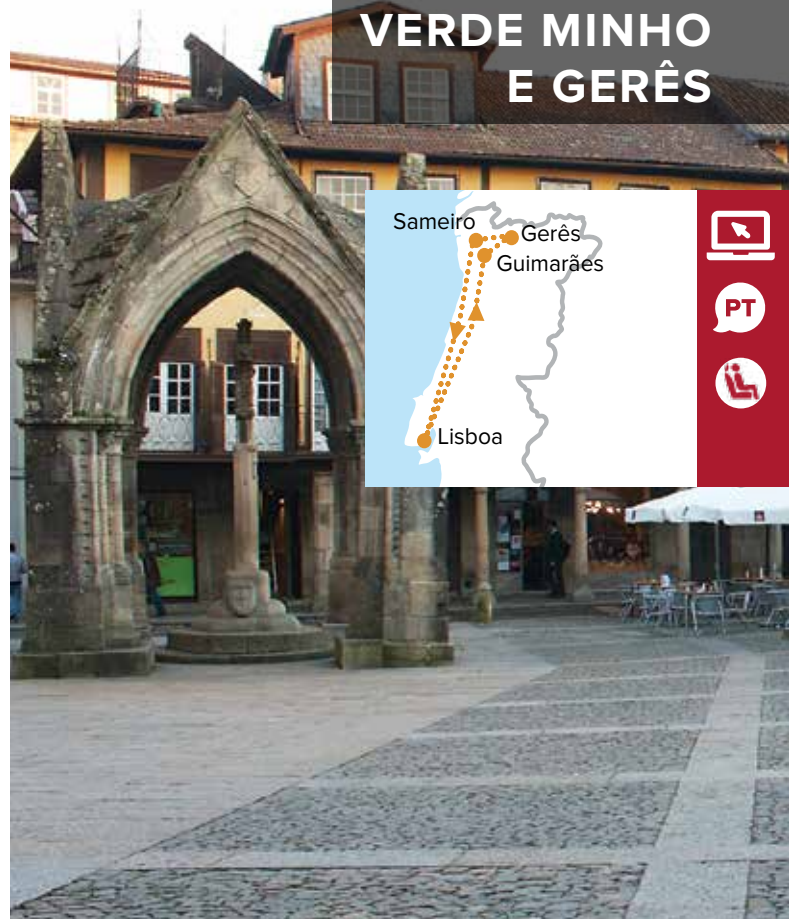 VERDE MINHO
E GERÊS
Sameiro
Gerês
Guimarães
Lisboa
PT